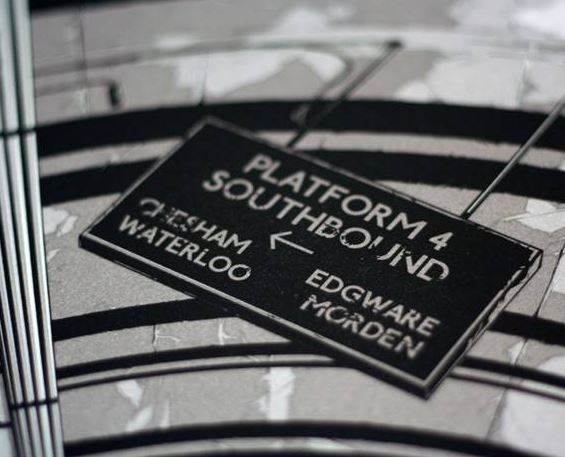 PLATFORM 4
SOUTHBOUND
CHESHAM
WATERLOO
←
EDGWARE
MORDEN